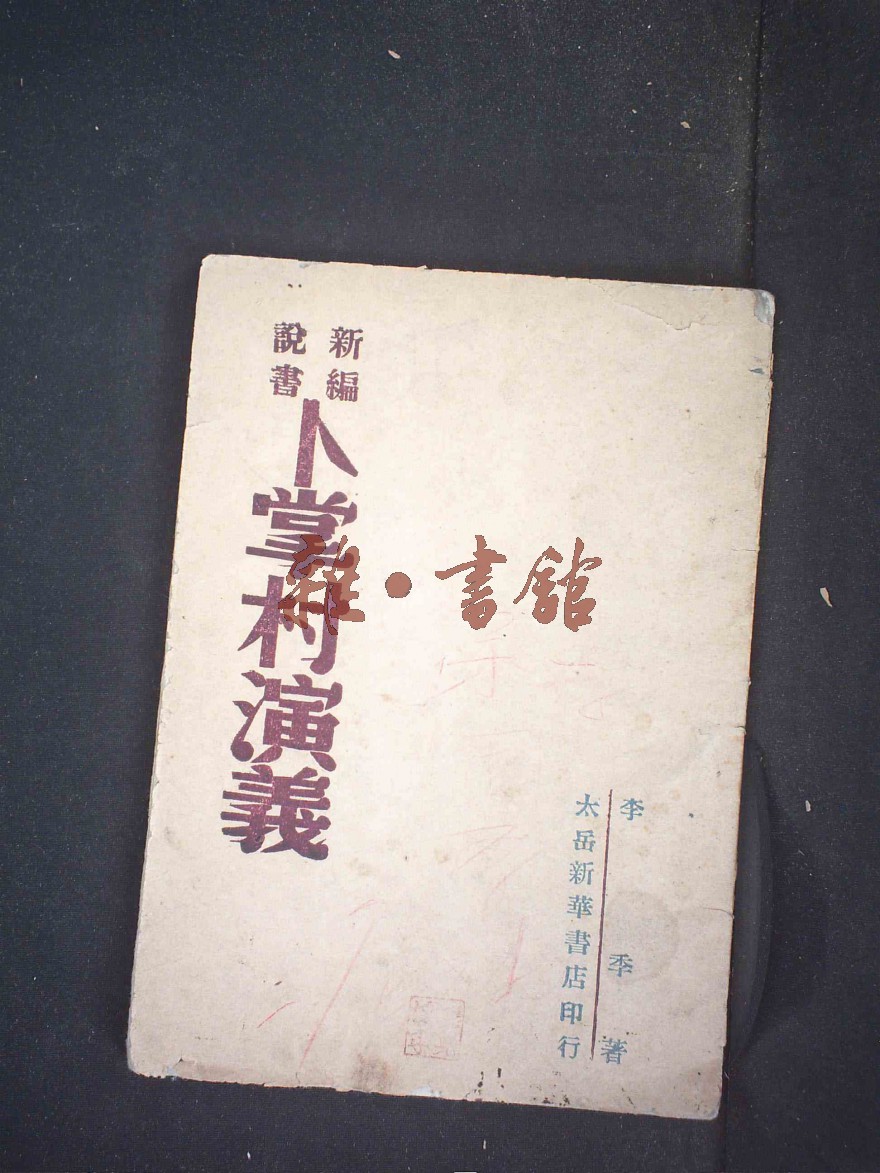 新編
說書
卜掌村演義
李季著
太岳新華書店印行
雜·書館